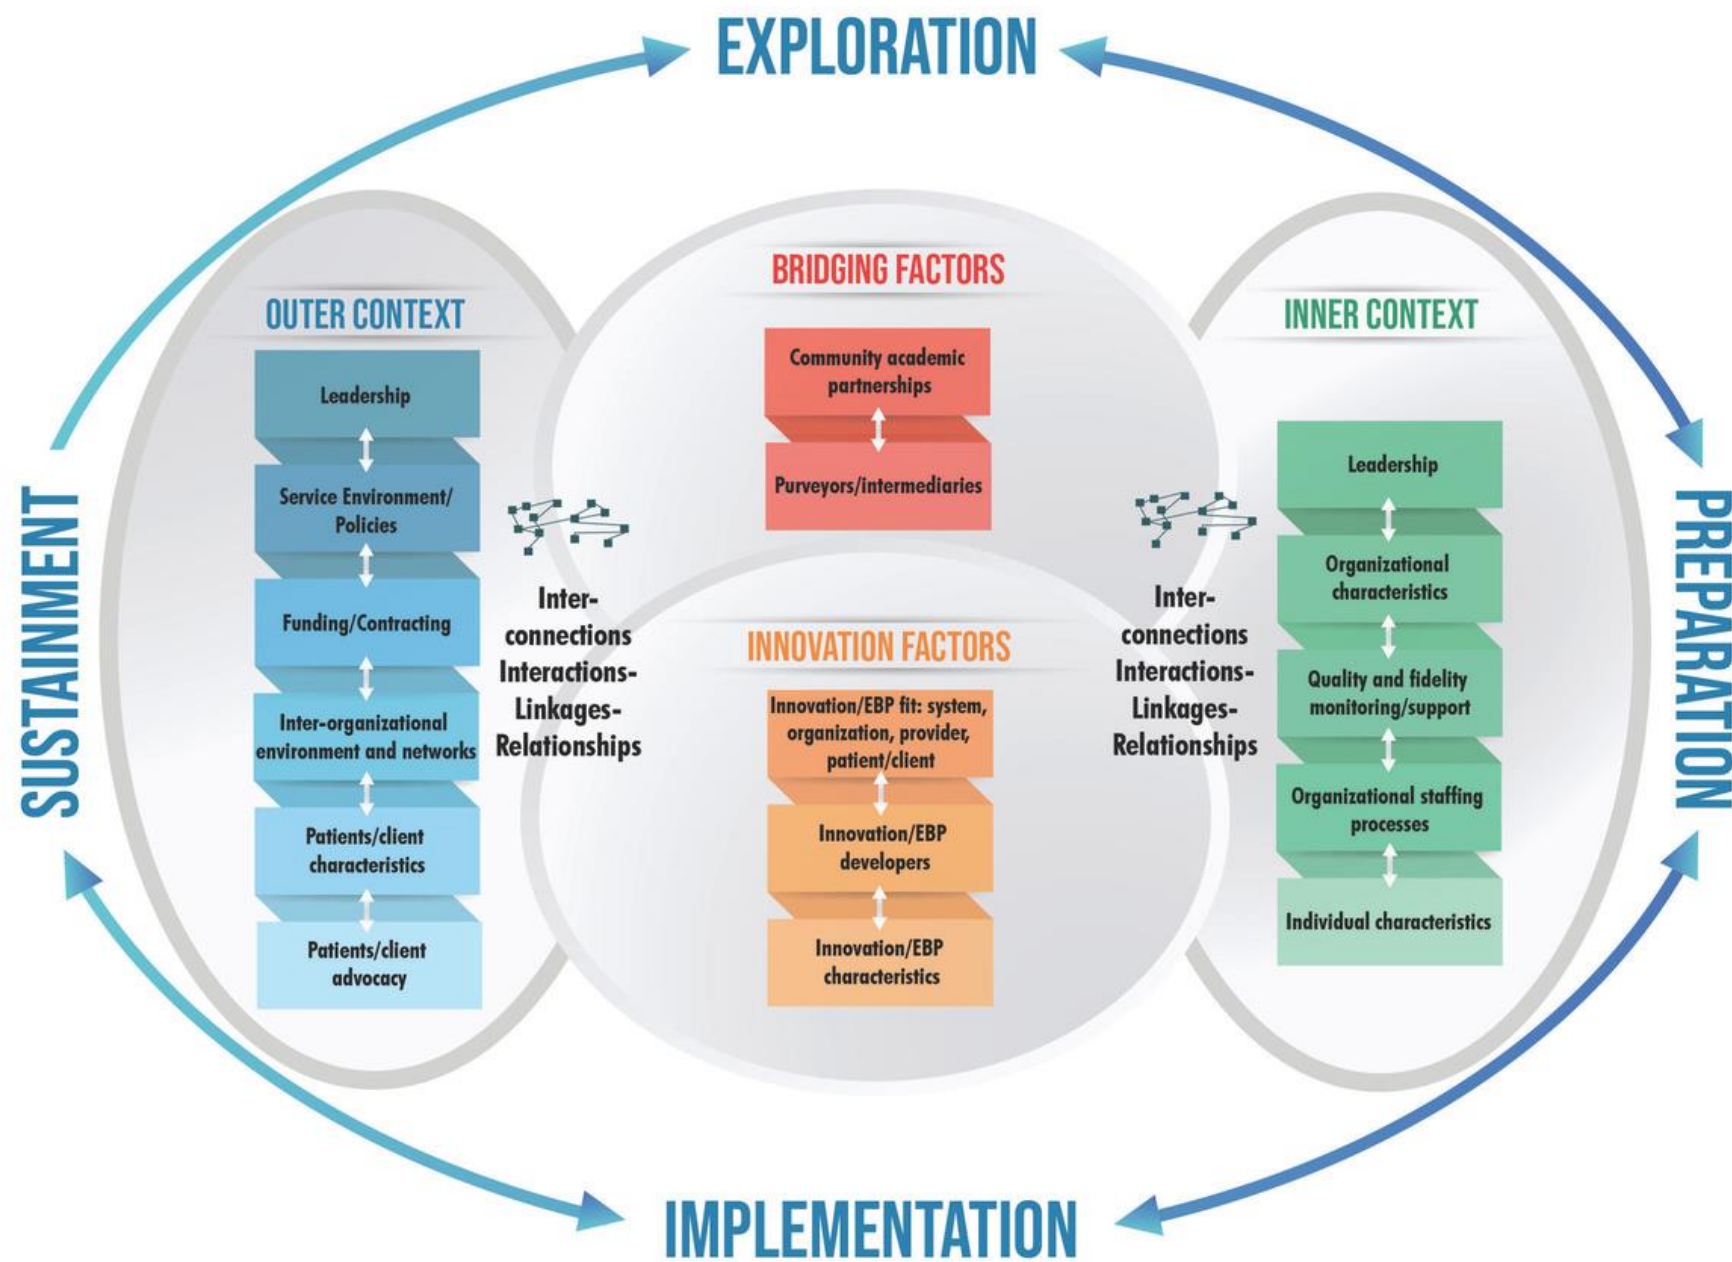 EXPLORATION
SUSTAINMENT
PREPARATION
IMPLEMENTATION
OUTER CONTEXT
Leadership
Service Environment/
Policies
Funding/Contracting
Inter-organizational
environment and networks
Patients/client
characteristics
Patients/client
advocacy
Inter-
connections
Interactions-
Linkages-
Relationships
BRIDGING FACTORS
Community academic
partnerships
Purveyors/intermediaries
INNOVATION FACTORS
Innovation/EBP fit: system,
organization, provider,
patient/client
Innovation/EBP
developers
Innovation/EBP
characteristics
Inter-
connections
Interactions-
Linkages-
Relationships
INNER CONTEXT
Leadership
Organizational
characteristics
Quality and fidelity
monitoring/support
Organizational staffing
processes
Individual characteristics